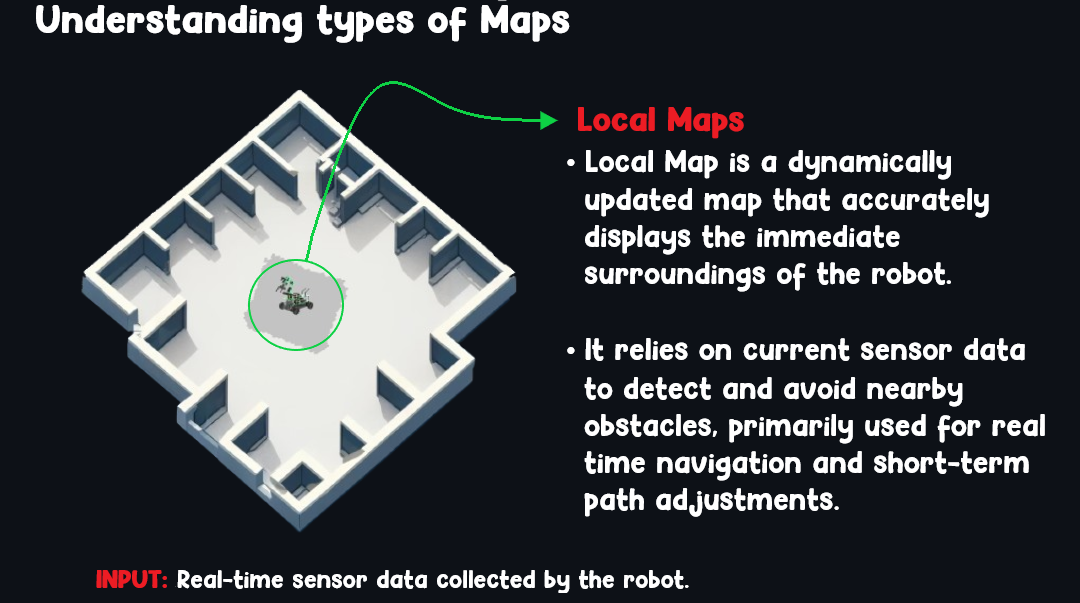 Understanding types of Maps
Local Maps
• Local Map is a dynamically
updated map that accurately
displays the immediate
surroundings of the robot.
• It relies on current sensor data
to detect and avoid nearby
obstacles, primarily used for real
time navigation and short-term
path adjustments.
INPUT: Real-time sensor data collected by the robot.